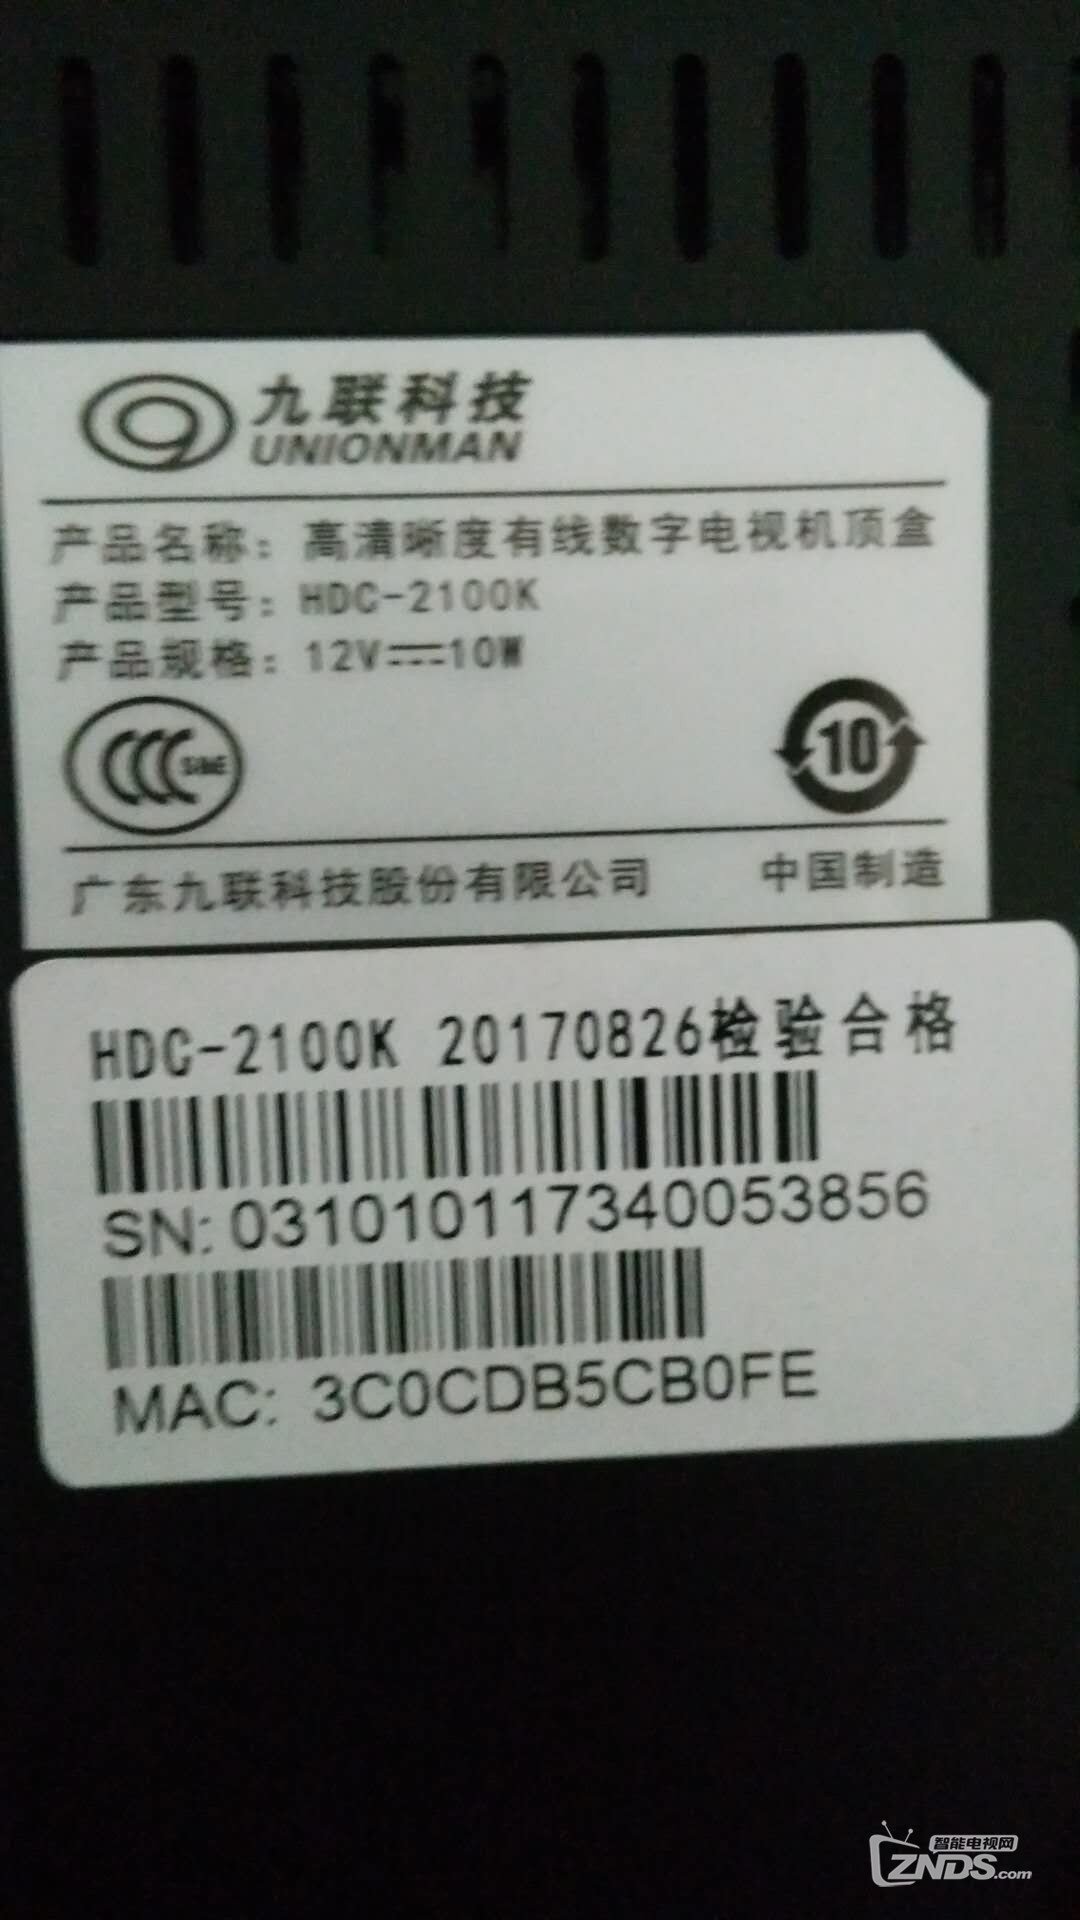 九联科技
UNIONMAN
产品名称：高清晰度有线数字电视机顶盒
产品型号：HDC-2100K
产品规格：12V⎓10W
CCC S&E
10
广东九联科技股份有限公司 中国制造
HDC-2100K 20170826检验合格
SN: 031010117340053856
MAC: 3C0CDB5CB0FE
智能电视网
ZNDS.com